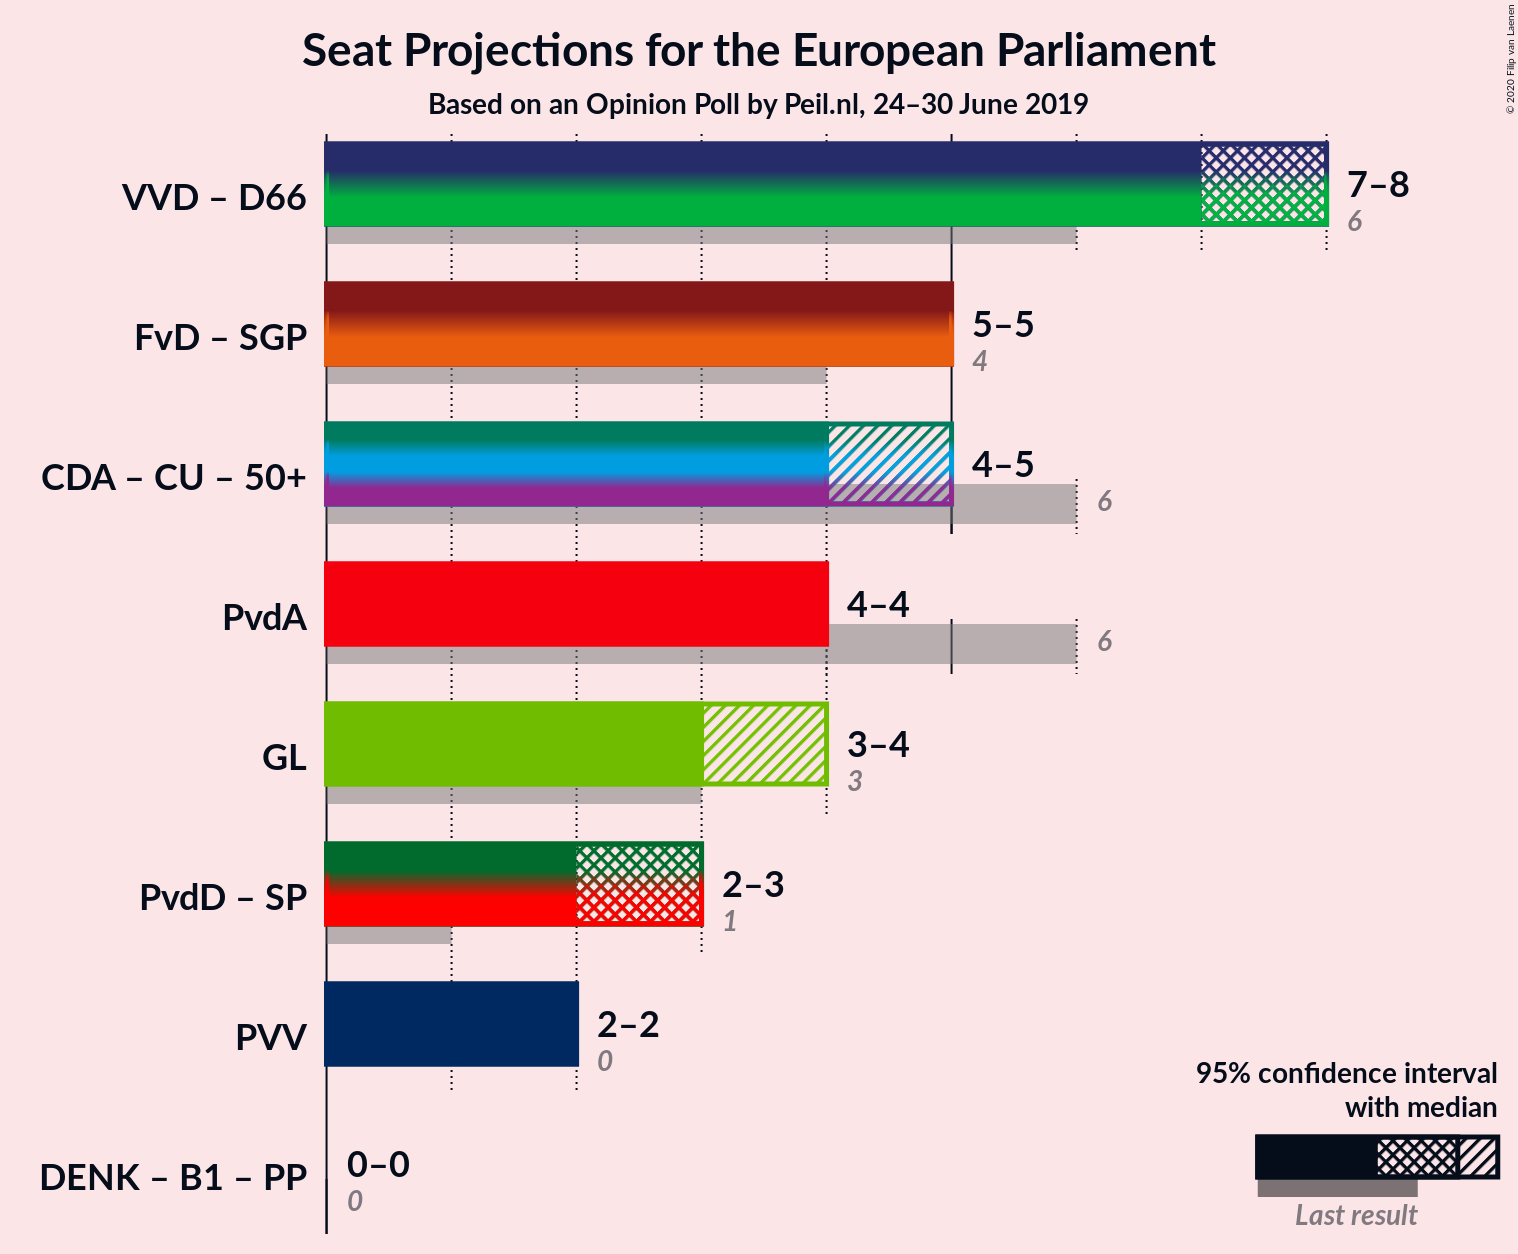 Seat Projections for the European Parliament
Based on an Opinion Poll by Peil.nl, 24–30 June 2019
© 2020 Filip van Laenen
VVD – D66
7–8
6
FvD – SGP
5–5
4
CDA – CU – 50+
4–5
6
PvdA
4–4
6
GL
3–4
3
PvdD – SP
2–3
1
PVV
2–2
0
DENK – B1 – PP
0–0
0
95% confidence interval
with median
Last result